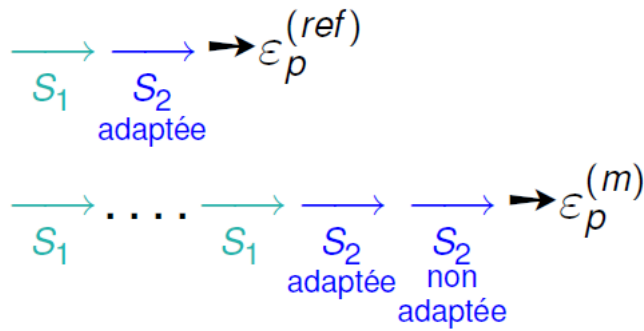 → → → ε_p^(ref)
S₁ S₂
adaptée
→ .... → → → → ε_p^(m)
S₁ S₁ S₂ S₂
adaptée non
adaptée